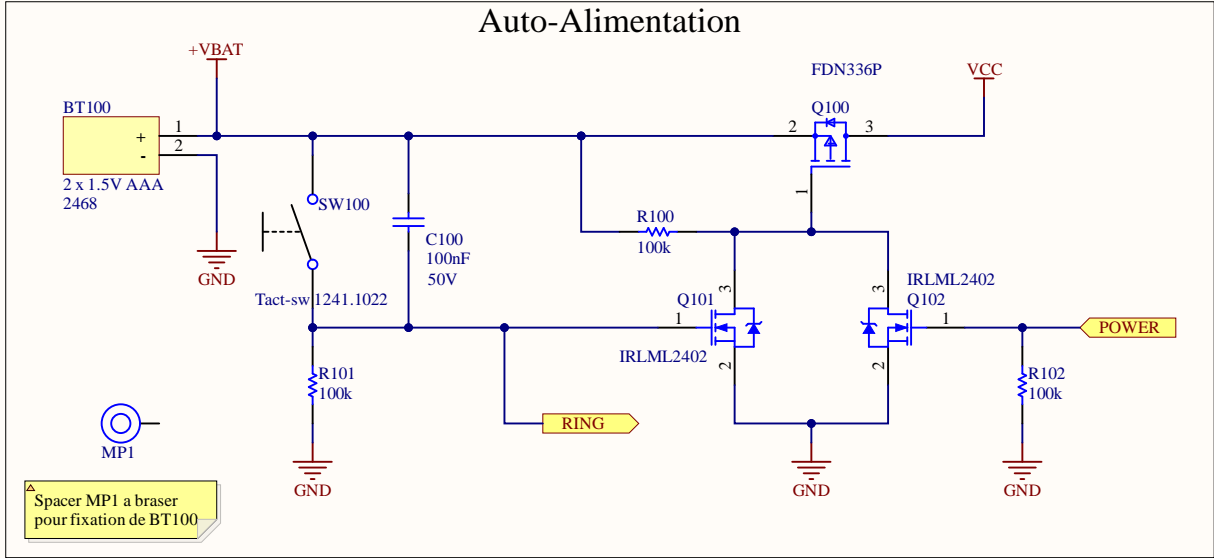 Auto-Alimentation
+VBAT
FDN336P
VCC
BT100
Q100
1
2
+
-
2
3
1
2 x 1.5V AAA
2468
SW100
R100
100k
C100
100nF
50V
GND
Tact-sw 1241.1022
3
3
IRLML2402
Q101
Q102
1
1
POWER
IRLML2402
2
2
R101
100k
R102
100k
RING
MP1
GND
GND
GND
Spacer MP1 a braser
pour fixation de BT100